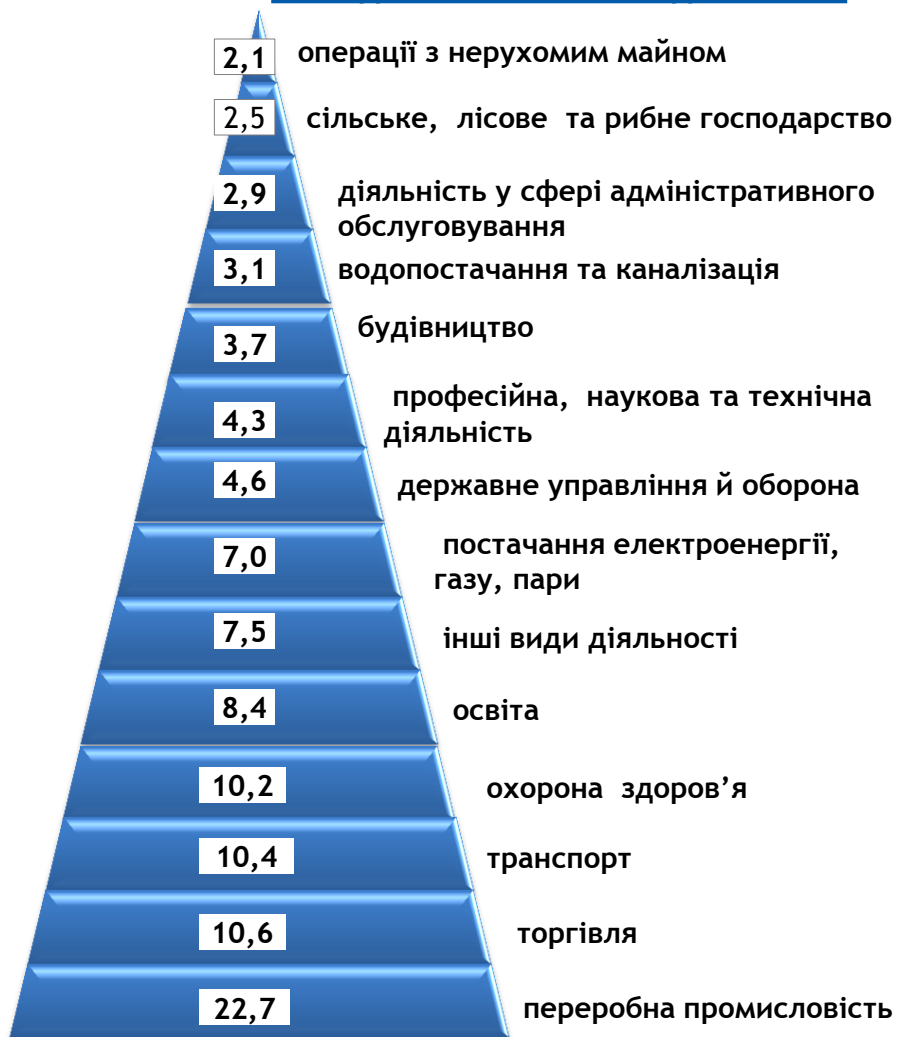 2,1 операції з нерухомим майном
2,5 сільське, лісове та рибне господарство
2,9 діяльність у сфері адміністративного
обслуговування
3,1 водопостачання та каналізація
3,7 будівництво
4,3 професійна, наукова та технічна
діяльність
4,6 державне управління й оборона
7,0 постачання електроенергії,
газу, пари
7,5 інші види діяльності
8,4 освіта
10,2 охорона здоров’я
10,4 транспорт
10,6 торгівля
22,7 переробна промисловість